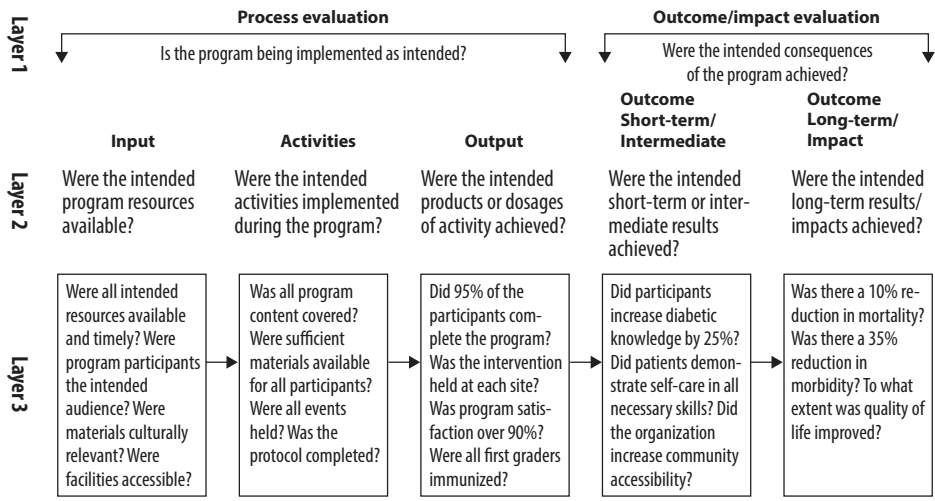 Layer 1
Process evaluation
Is the program being implemented as intended?
Outcome/impact evaluation
Were the intended consequences
of the program achieved?
Layer 2
Input
Were the intended
program resources
available?
Activities
Were the intended
activities implemented
during the program?
Output
Were the intended
products or dosages
of activity achieved?
Outcome
Short-term/
Intermediate
Were the intended
short-term or inter-
mediate results
achieved?
Outcome
Long-term/
Impact
Were the intended
long-term results/
impacts achieved?
Layer 3
Were all intended
resources available
and timely? Were
program participants
the intended
audience? Were
materials culturally
relevant? Were
facilities accessible?
Was all program
content covered?
Were sufficient
materials available
for all participants?
Were all events
held? Was the
protocol completed?
Did 95% of the
participants com-
plete the program?
Was the intervention
held at each site?
Was program satis-
faction over 90%?
Were all first graders
immunized?
Did participants
increase diabetic
knowledge by 25%?
Did patients demon-
strate self-care in all
necessary skills? Did
the organization
increase community
accessibility?
Was there a 10% re-
duction in mortality?
Was there a 35%
reduction in
morbidity? To what
extent was quality of
life improved?